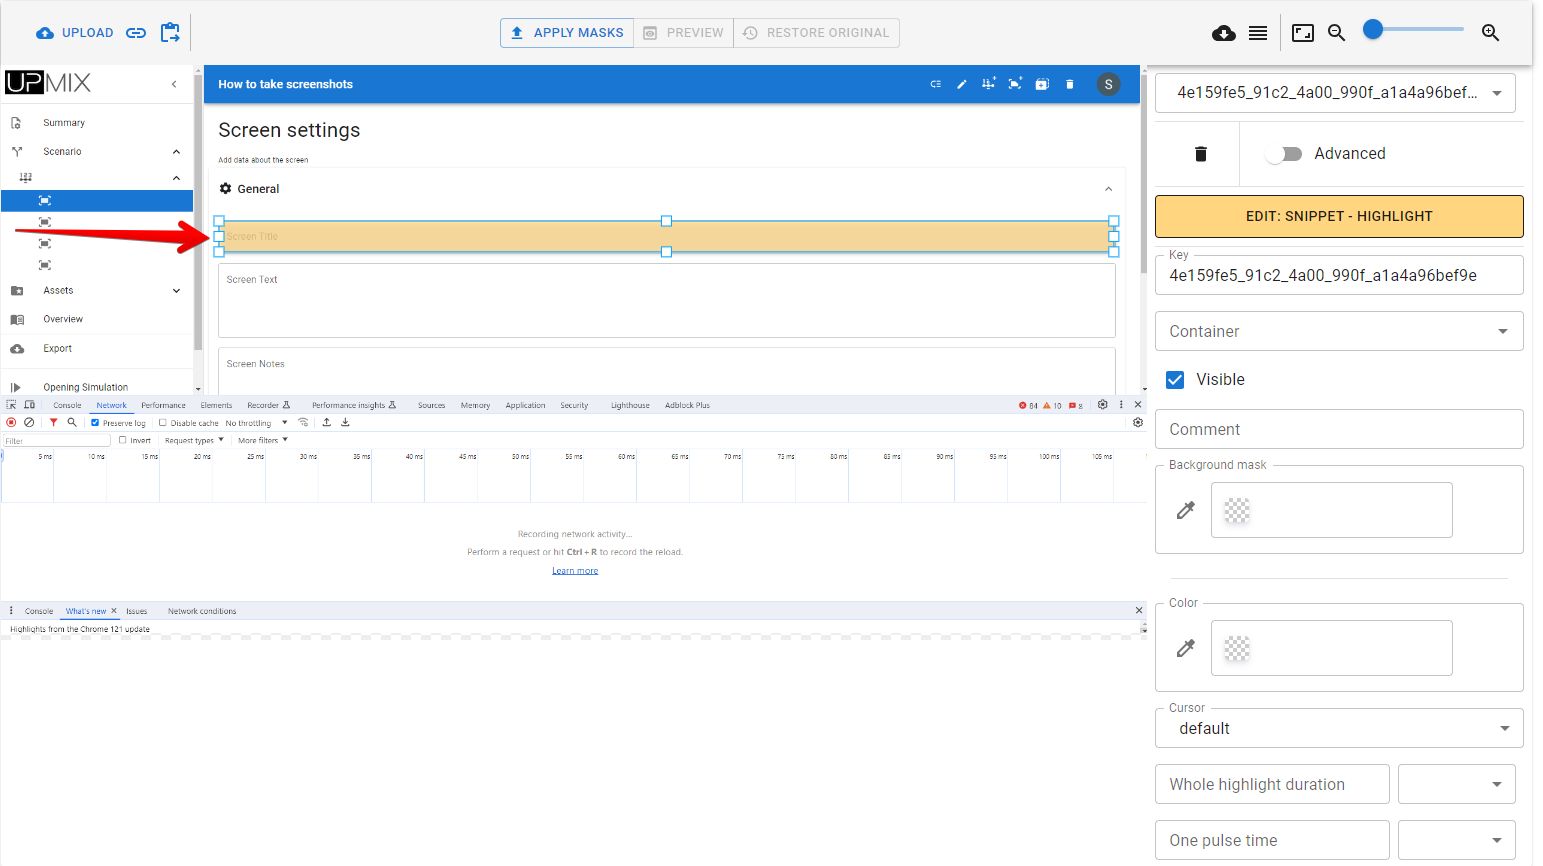 UPLOAD
APPLY MASKS
PREVIEW
RESTORE ORIGINAL
UPMIX
How to take screenshots
S
4e159fe5_91c2_4a00_990f_a1a4a96bef...
Summary
Screen settings
Scenario
Add data about the screen
Advanced
123
General
EDIT: SNIPPET - HIGHLIGHT
Screen Title
Key
4e159fe5_91c2_4a00_990f_a1a4a96bef9e
Screen Text
Assets
Overview
Container
Export
Screen Notes
Visible
Opening Simulation
Console Network Performance Elements Recorder Performance insights Sources Memory Application Security Lighthouse Adblock Plus 84 10 8
Preserve log Disable cache No throttling
Comment
Filter Invert Request types More filters
5 ms 10 ms 15 ms 20 ms 25 ms 30 ms 35 ms 40 ms 45 ms 50 ms 55 ms 60 ms 65 ms 70 ms 75 ms 80 ms 85 ms 90 ms 95 ms 100 ms 105 ms
Background mask
Recording network activity...
Perform a request or hit Ctrl + R to record the reload.
Learn more
Color
Console What's new Issues Network conditions
Highlights from the Chrome 121 update
Cursor
default
Whole highlight duration
One pulse time